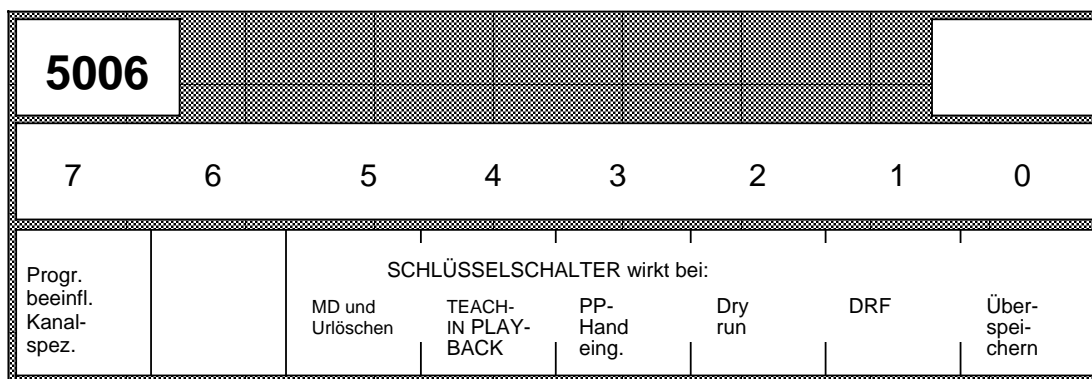 5006
7 6 5 4 3 2 1 0
SCHLÜSSELSCHALTER wirkt bei:
Progr.
beeinfl.
Kanal-
spez.
MD und
Urlöschen
TEACH-
IN PLAY-
BACK
PP-
Hand
eing.
Dry
run
DRF
Über-
spei-
chern